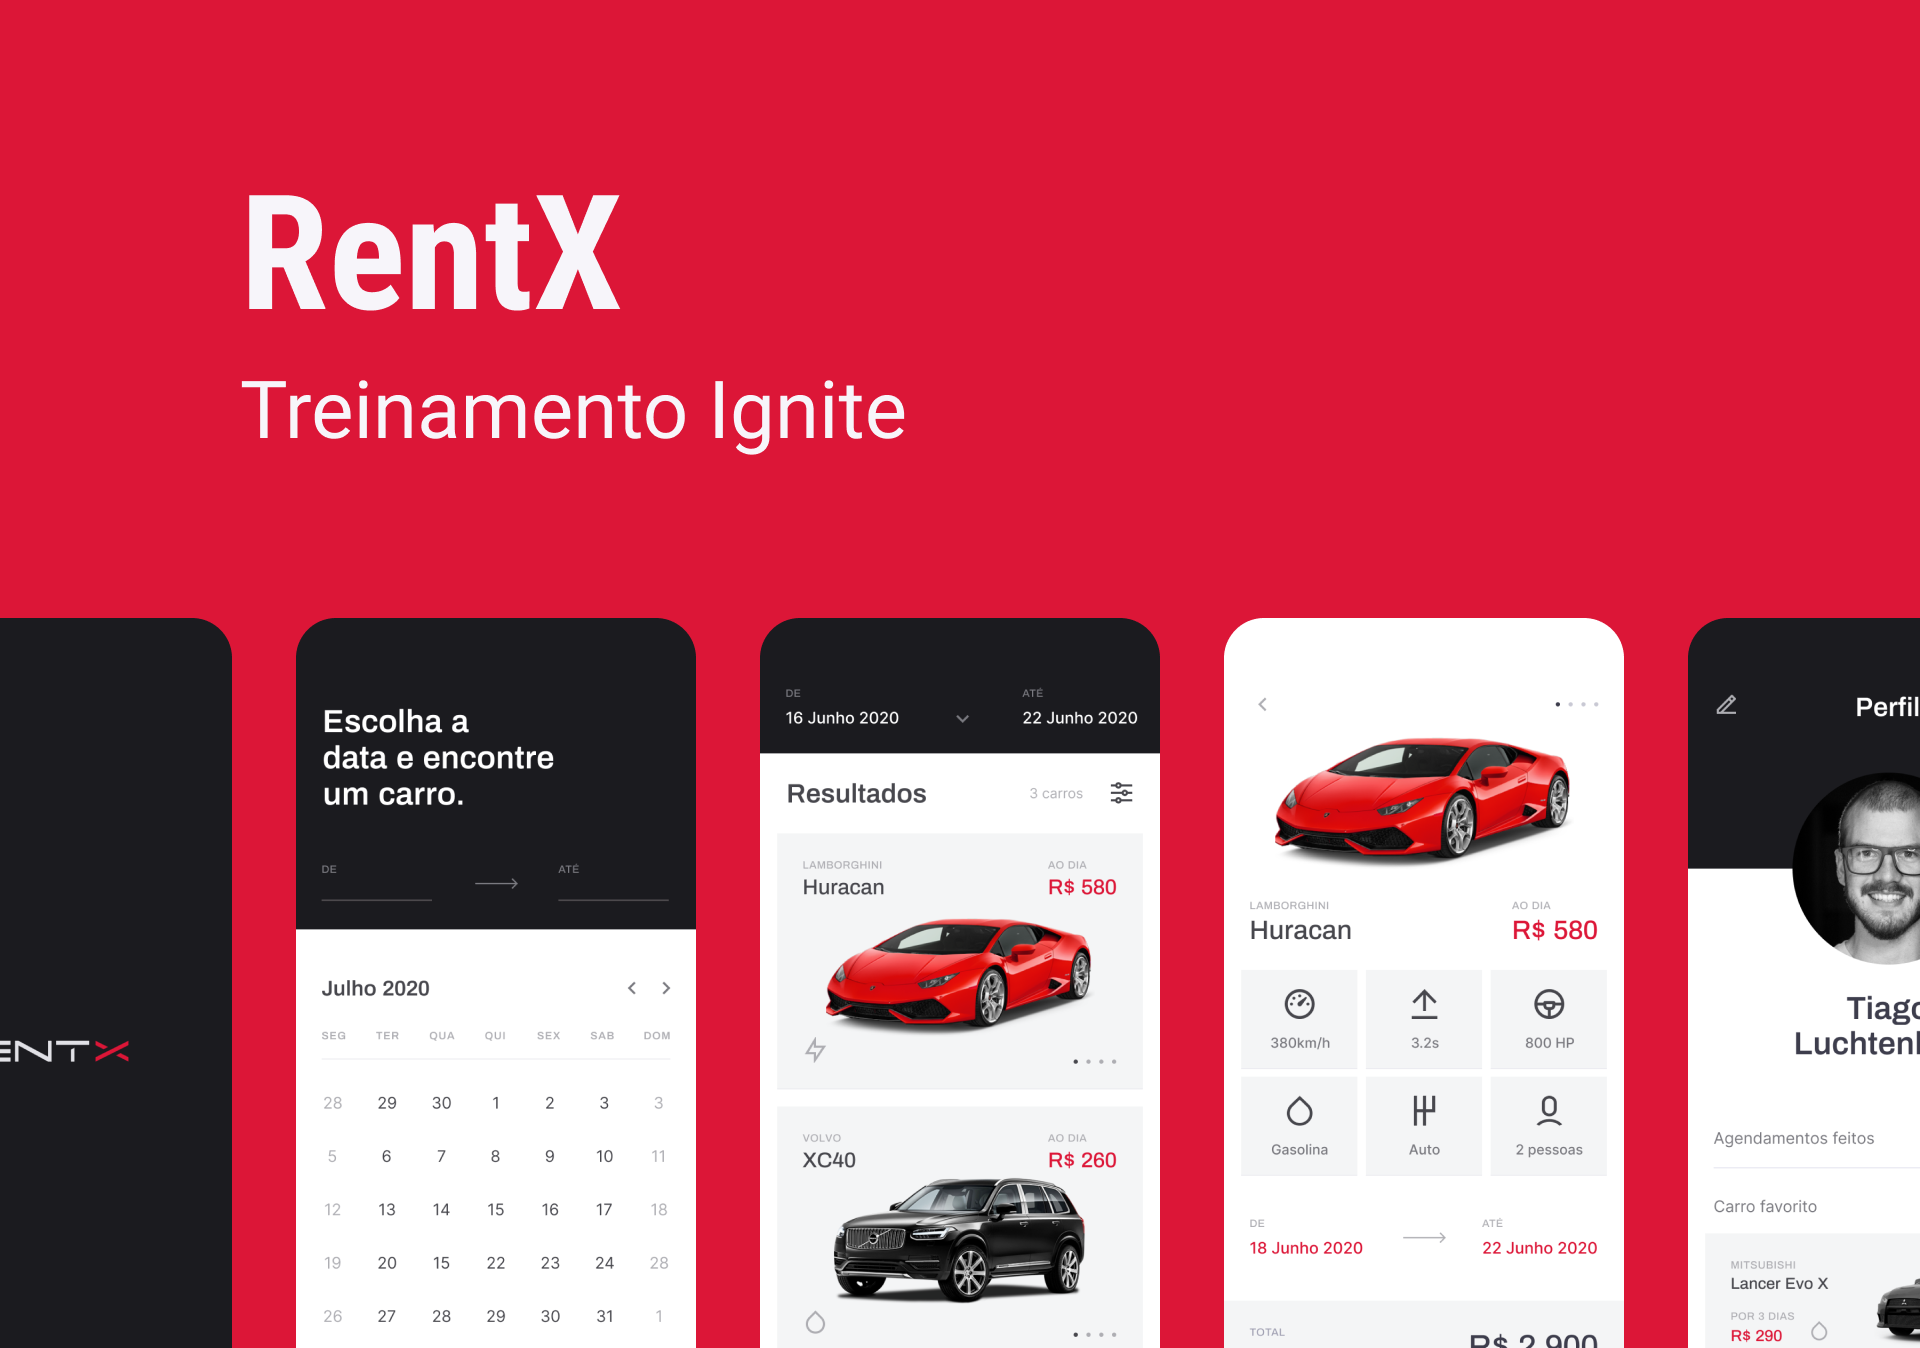 RentX
Treinamento Ignite
ENTX
Escolha a
data e encontre
um carro.
DE
ATÉ
Julho 2020
SEG TER QUA QUI SEX SAB DOM
28 29 30 1 2 3 3
5 6 7 8 9 10 11
12 13 14 15 16 17 18
19 20 15 22 23 24 28
26 27 28 29 30 31 1
DE
ATÉ
16 Junho 2020
22 Junho 2020
Resultados
3 carros
LAMBORGHINI
AO DIA
Huracan
R$ 580
VOLVO
AO DIA
XC40
R$ 260
LAMBORGHINI
AO DIA
Huracan
R$ 580
380km/h
3.2s
800 HP
Gasolina
Auto
2 pessoas
DE
ATÉ
18 Junho 2020
22 Junho 2020
TOTAL
R$ 2.900
Perfil
Tiago
Luchten
Agendamentos feitos
Carro favorito
MITSUBISHI
Lancer Evo X
POR 3 DIAS
R$ 290